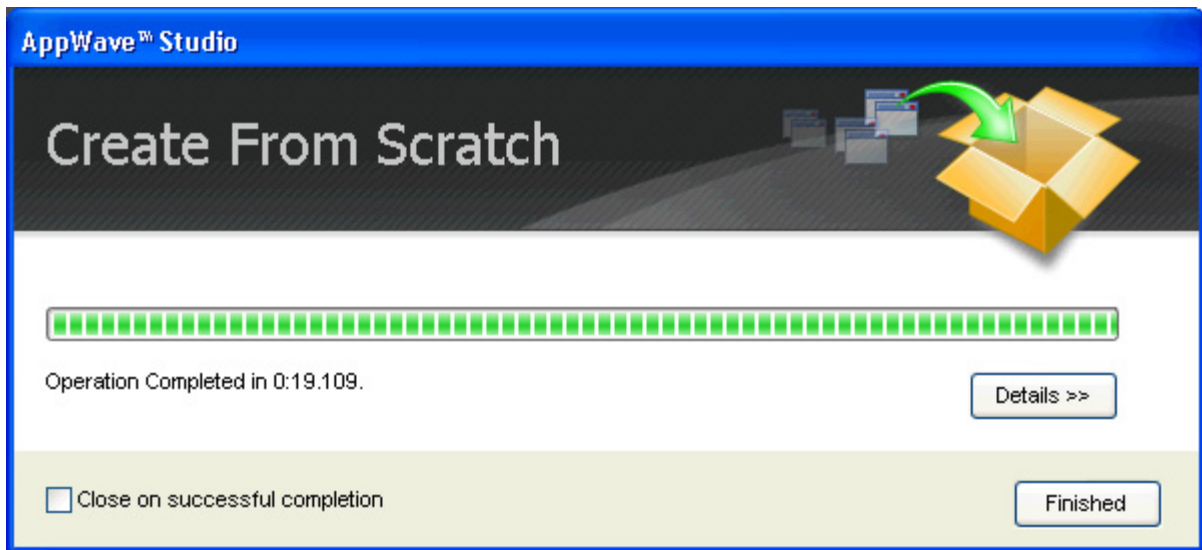 AppWave™ Studio
Create From Scratch
Operation Completed in 0:19.109.
Details >>
Close on successful completion
Finished